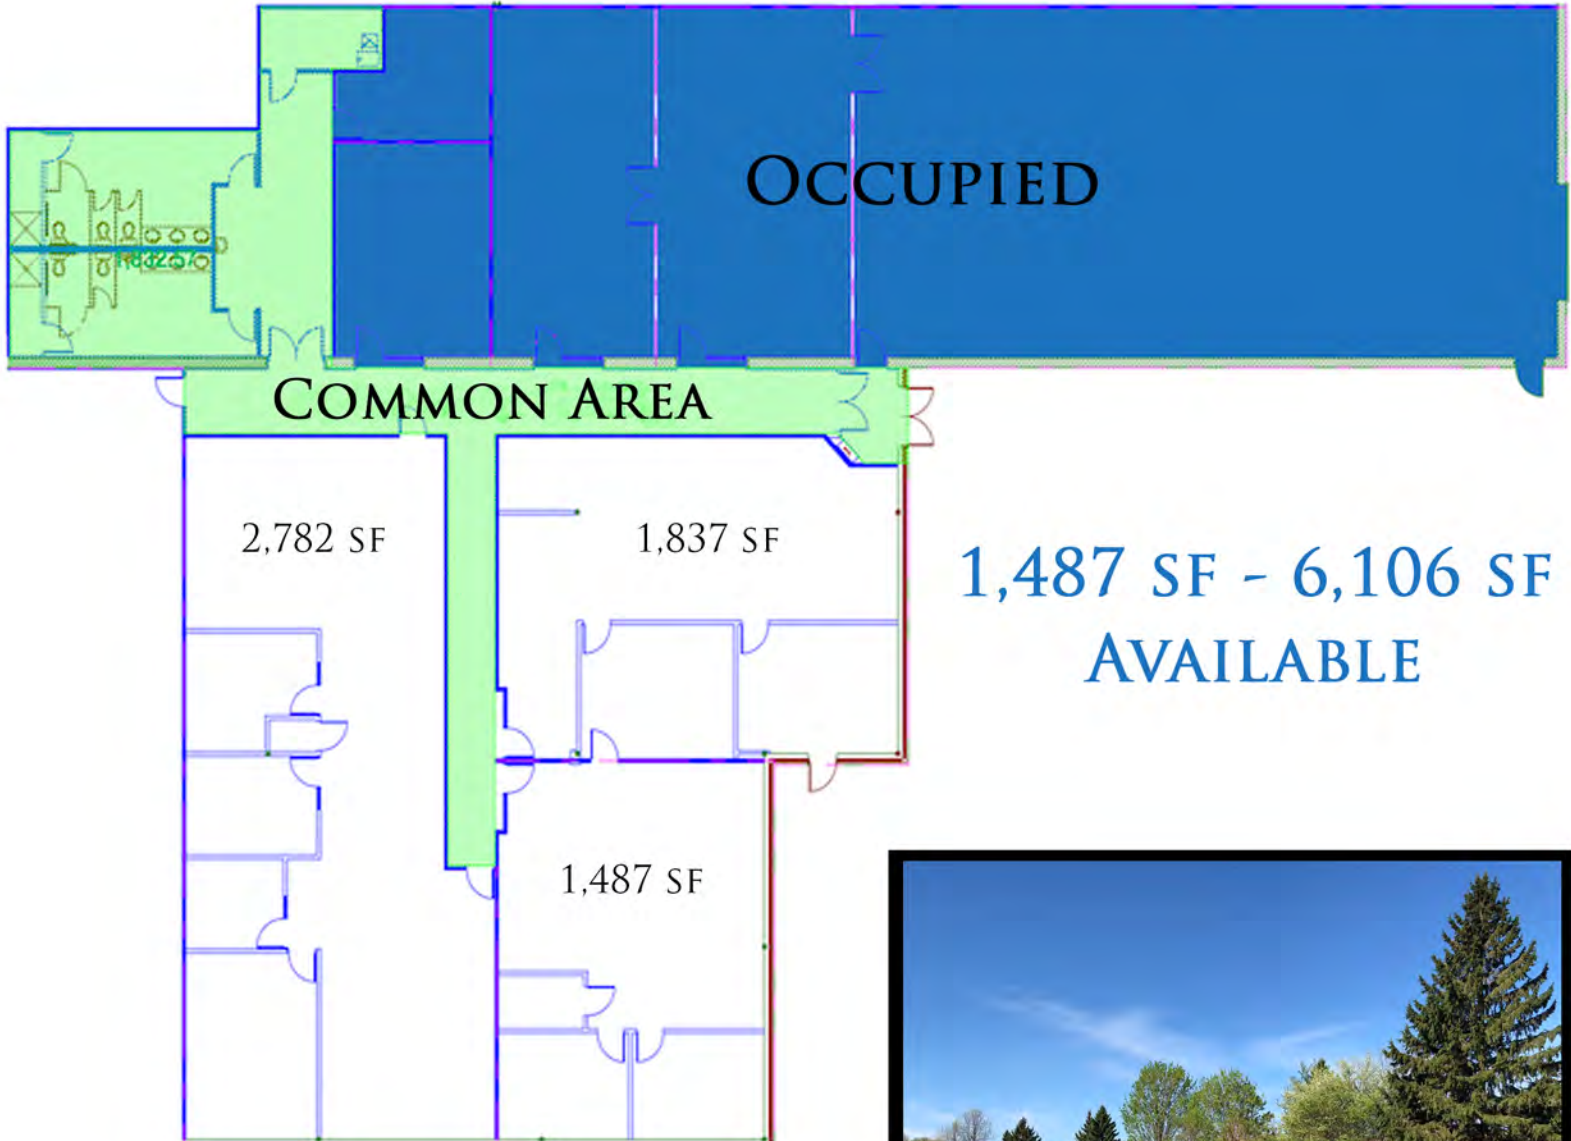 OCCUPIED
COMMON AREA
2,782 SF
1,837 SF
1,487 SF - 6,106 SF
AVAILABLE
1,487 SF